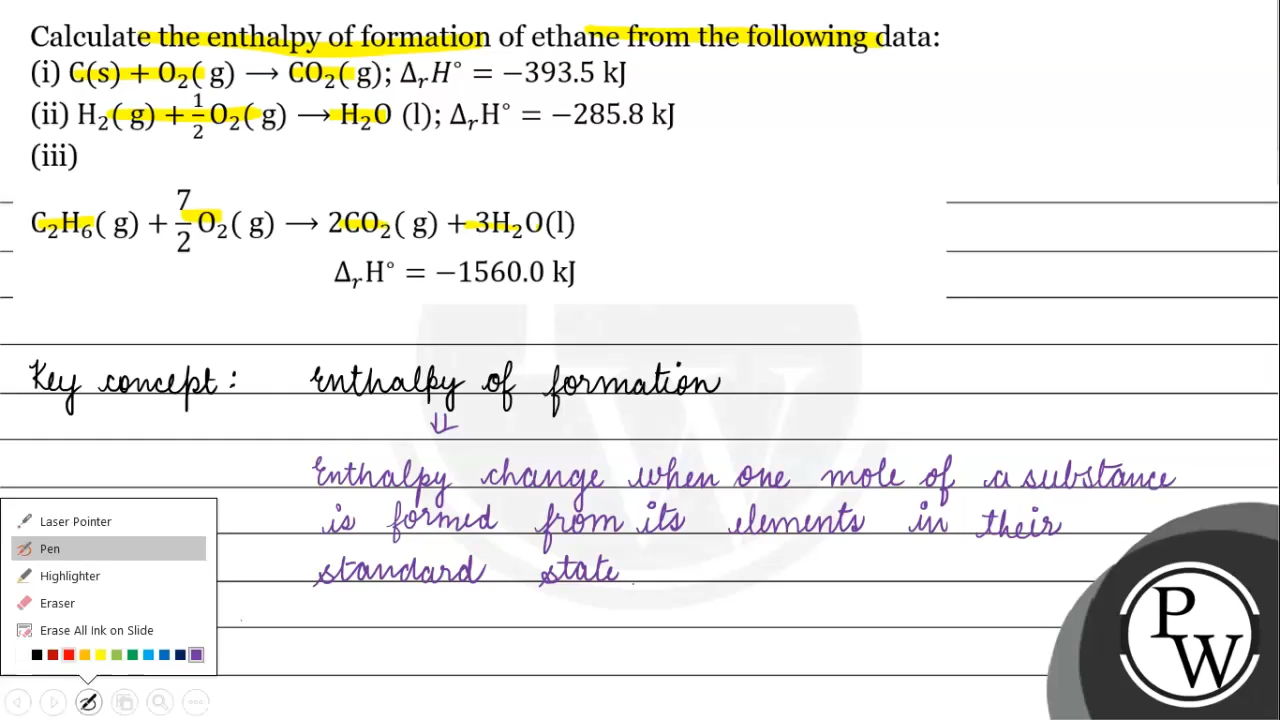 Calculate the enthalpy of formation of ethane from the following data:
(i) C(s) + O₂( g) ⟶ CO₂( g); ΔᵣH° = −393.5 kJ
(ii) H₂( g) + 1/2 O₂( g) ⟶ H₂O (l); ΔᵣH° = −285.8 kJ
(iii)
C₂H₆( g) + 7/2 O₂( g) ⟶ 2CO₂( g) + 3H₂O(l)
ΔᵣH° = −1560.0 kJ
Key concept : Enthalpy of formation
Enthalpy change when one mole of a substance
is formed from its elements in their
standard state
Laser Pointer
Pen
Highlighter
Eraser
Erase All Ink on Slide
P
W